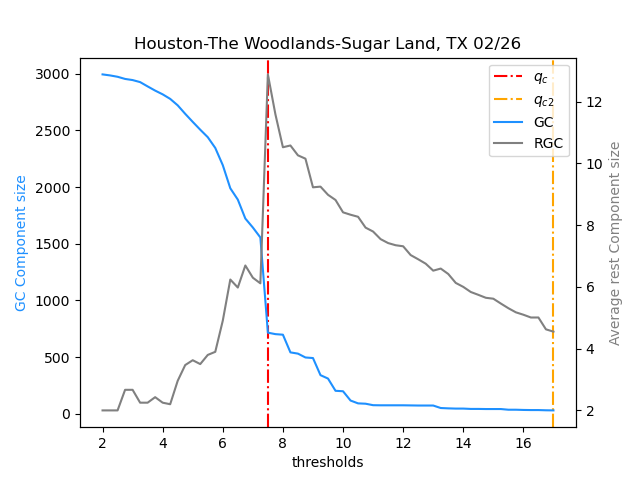 Houston-The Woodlands-Sugar Land, TX 02/26
GC Component size
3000
2500
2000
1500
1000
500
0
q_c
q_{c2}
GC
RGC
12
10
8
6
4
2
Average rest Component size
2 4 6 8 10 12 14 16
thresholds